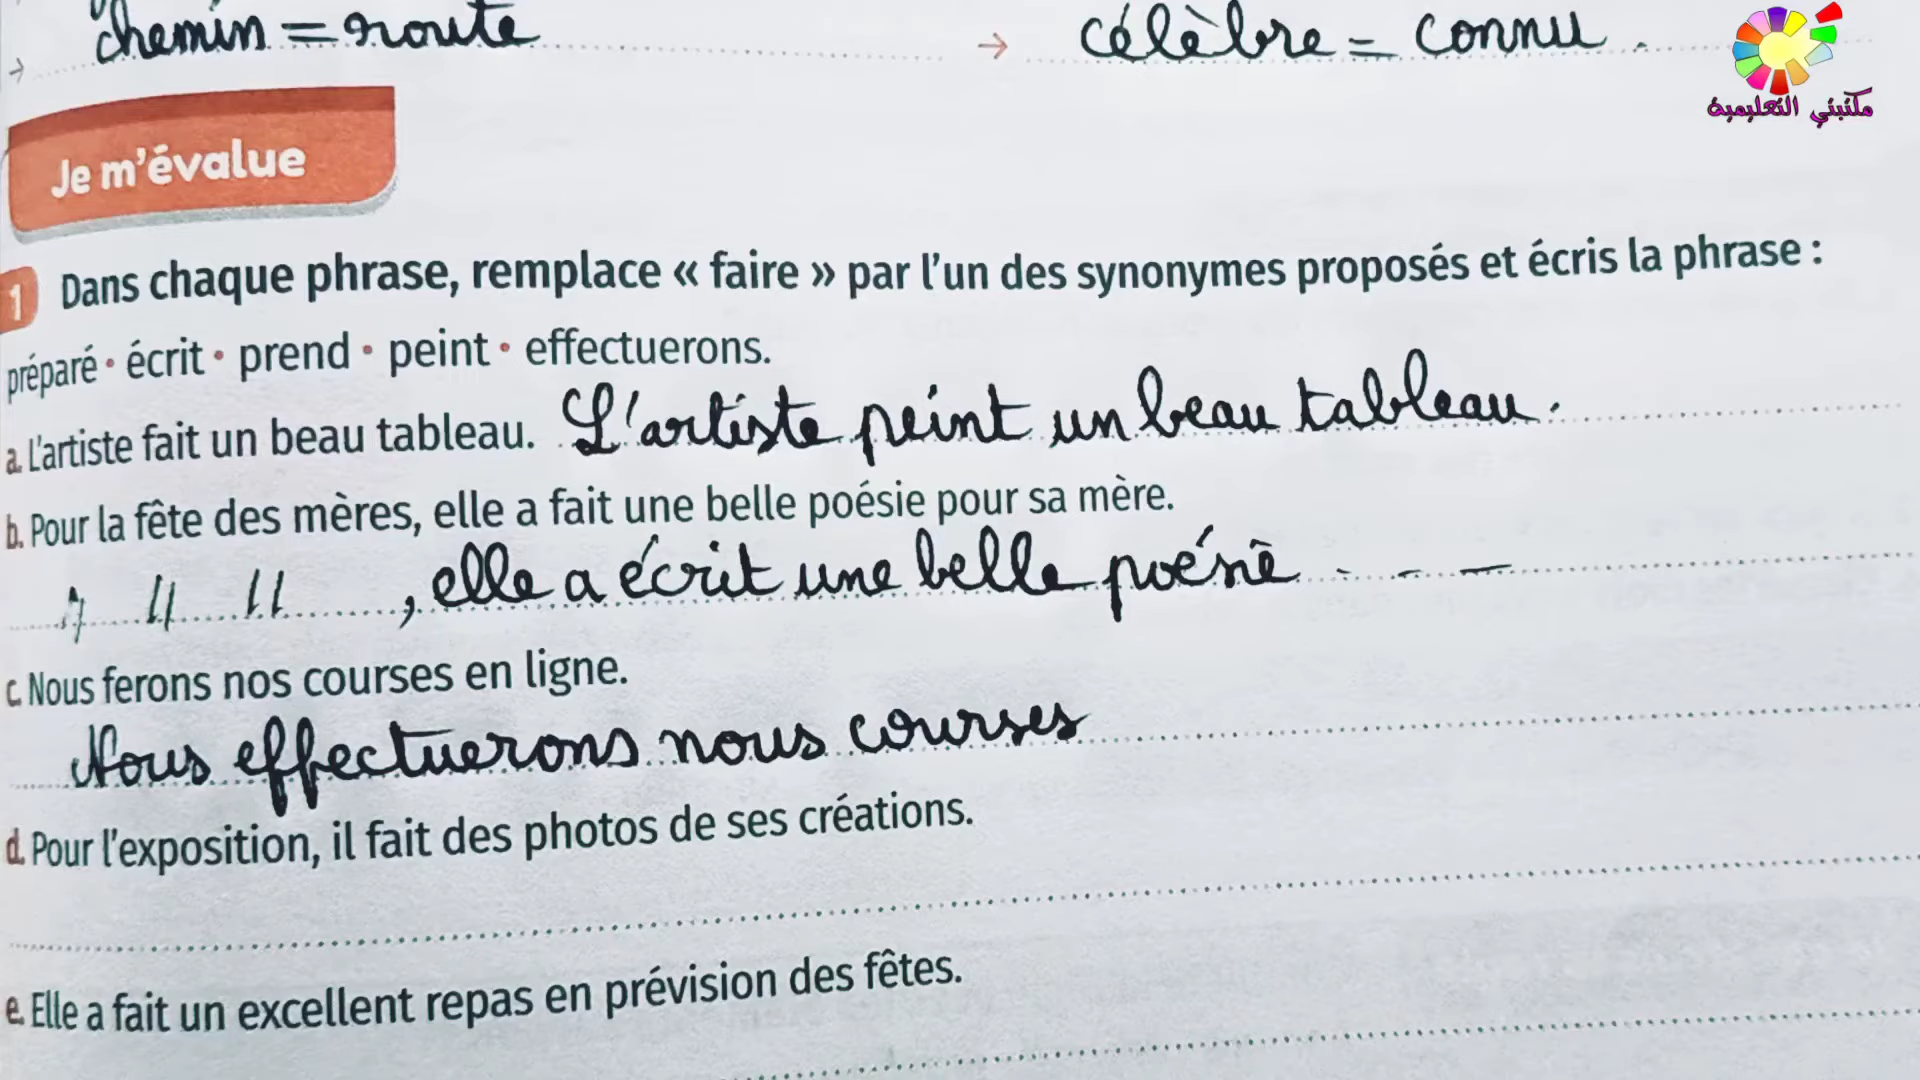 chemin = route → célèbre = connu.
مكتبتي التعليمية
Je m'évalue
1 Dans chaque phrase, remplace « faire » par l'un des synonymes proposés et écris la phrase :
préparé • écrit • prend • peint • effectuerons.
a. L'artiste fait un beau tableau. L'artiste peint un beau tableau.
b. Pour la fête des mères, elle a fait une belle poésie pour sa mère.
" " " , elle a écrit une belle poésie - - -
c. Nous ferons nos courses en ligne.
Nous effectuerons nous courses
d. Pour l'exposition, il fait des photos de ses créations.
e. Elle a fait un excellent repas en prévision des fêtes.